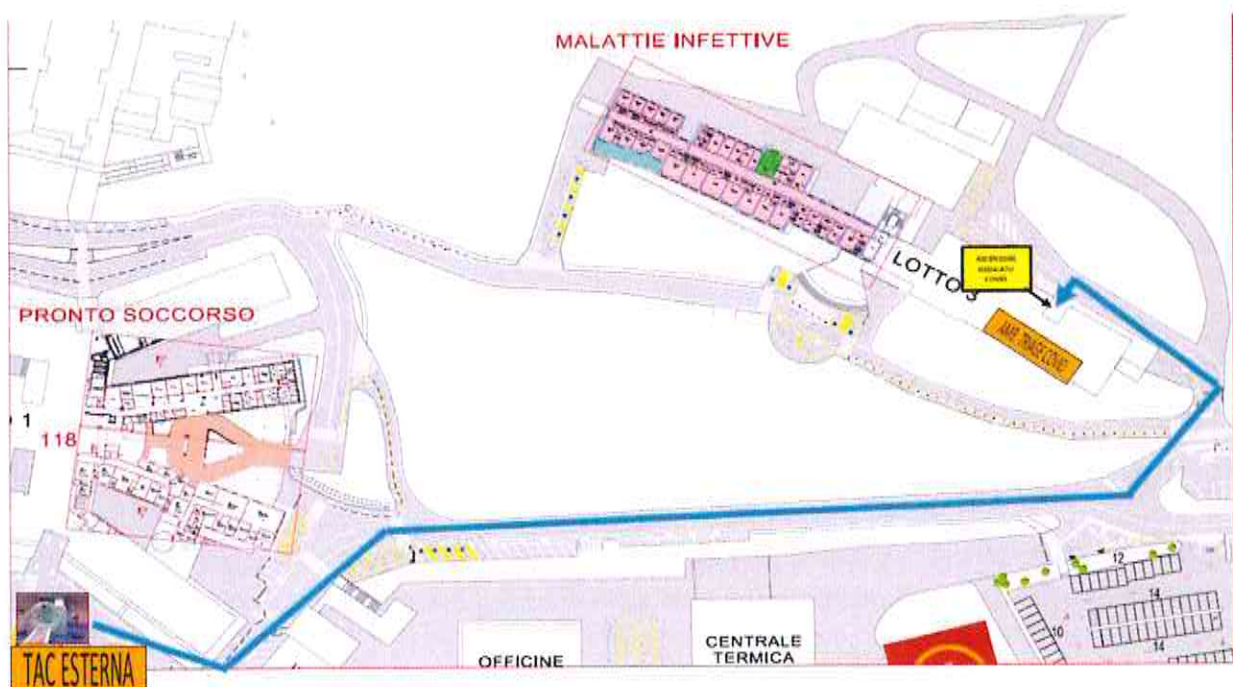 MALATTIE INFETTIVE
LOTTO 3
PRONTO SOCCORSO
1
118
12
14
10
14
OFFICINE
CENTRALE
TERMICA
TAC ESTERNA